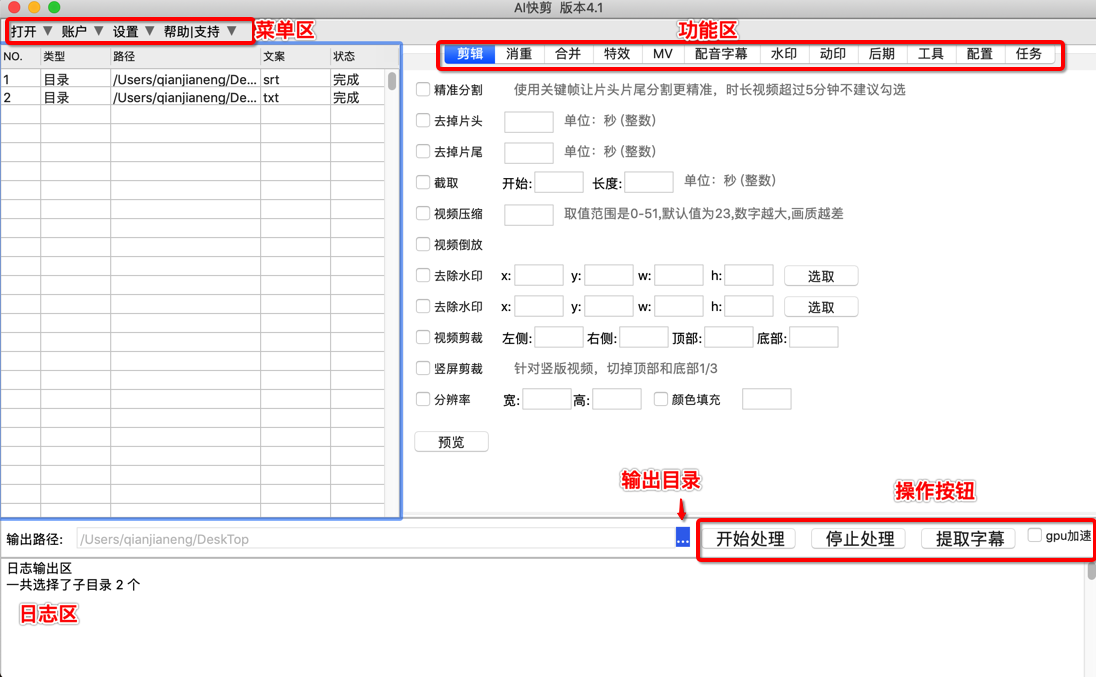 AI快剪 版本4.1
打开 ▼ 账户 ▼ 设置 ▼ 帮助|支持 ▼
菜单区
功能区
剪辑 消重 合并 特效 MV 配音字幕 水印 动印 后期 工具 配置 任务
NO. 类型 路径 文案 状态
1 目录 /Users/qianjianeng/De... srt 完成
2 目录 /Users/qianjianeng/De... txt 完成
精准分割 使用关键帧让片头片尾分割更精准，时长视频超过5分钟不建议勾选
去掉片头 单位：秒 (整数)
去掉片尾 单位：秒 (整数)
截取 开始: 长度: 单位：秒 (整数)
视频压缩 取值范围是0-51,默认值为23,数字越大,画质越差
视频倒放
去除水印 x: y: w: h: 选取
去除水印 x: y: w: h: 选取
视频剪裁 左侧: 右侧: 顶部: 底部:
竖屏剪裁 针对竖版视频，切掉顶部和底部1/3
分辨率 宽: 高: 颜色填充
预览
输出目录
操作按钮
输出路径: /Users/qianjianeng/DeskTop ... 开始处理 停止处理 提取字幕 gpu加速
日志输出区
一共选择了子目录 2 个
日志区